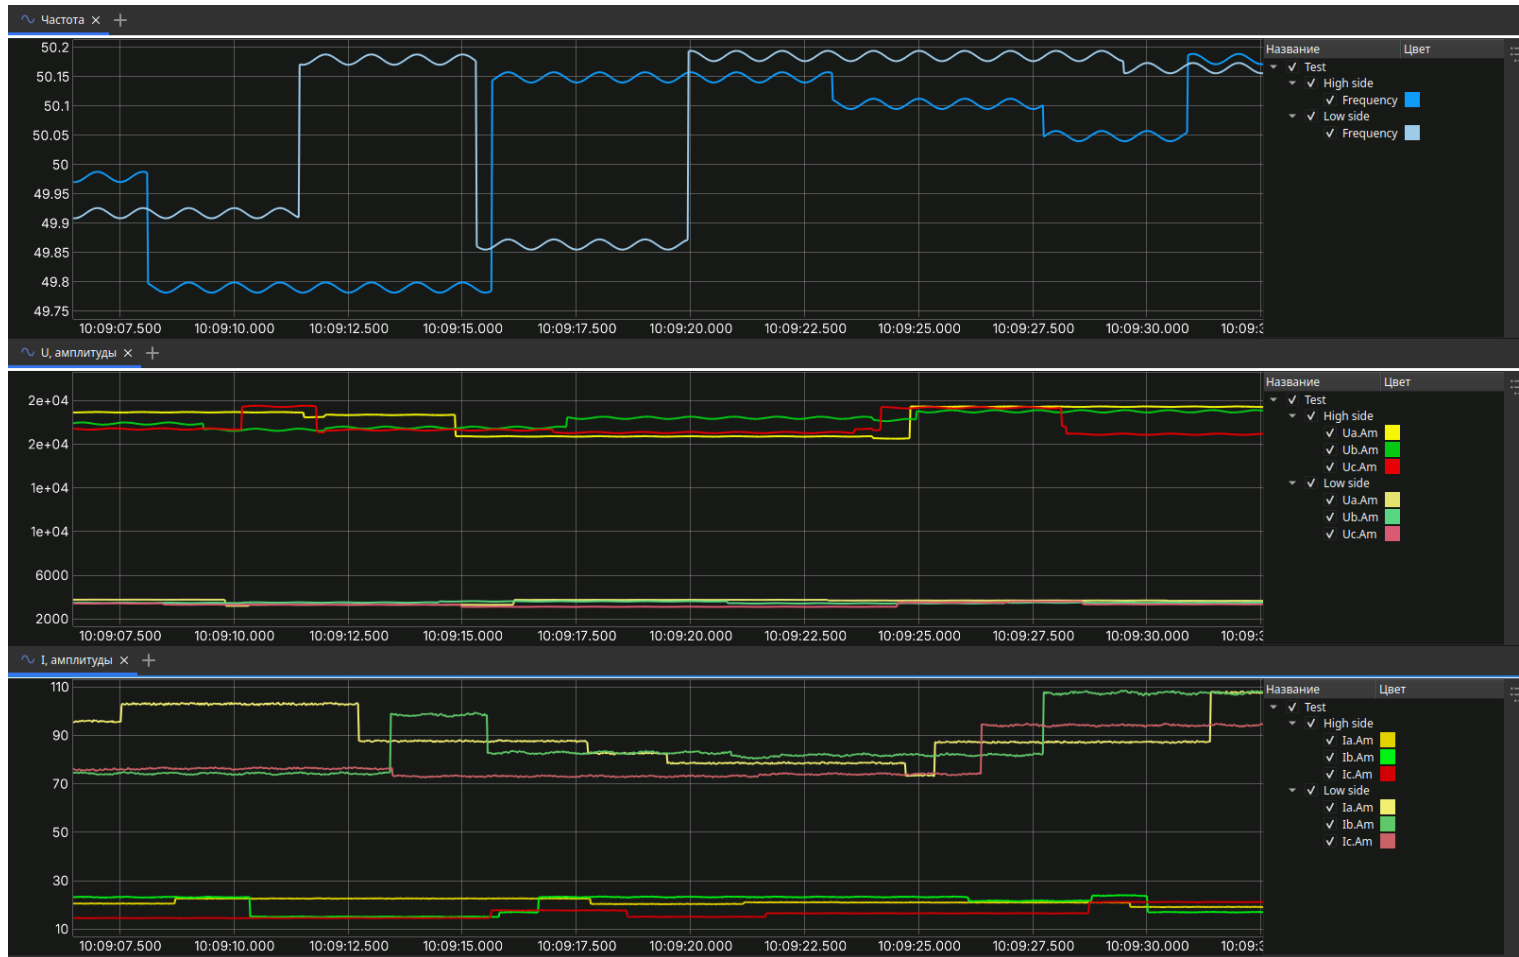 Частота × +
50.2
50.15
50.1
50.05
50
49.95
49.9
49.85
49.8
49.75
10:09:07.500 10:09:10.000 10:09:12.500 10:09:15.000 10:09:17.500 10:09:20.000 10:09:22.500 10:09:25.000 10:09:27.500 10:09:30.000 10:09:3
Название Цвет
Test
High side
Frequency
Low side
Frequency
U, амплитуды × +
2e+04
2e+04
1e+04
1e+04
6000
2000
10:09:07.500 10:09:10.000 10:09:12.500 10:09:15.000 10:09:17.500 10:09:20.000 10:09:22.500 10:09:25.000 10:09:27.500 10:09:30.000 10:09:3
Название Цвет
Test
High side
Ua.Am
Ub.Am
Uc.Am
Low side
Ua.Am
Ub.Am
Uc.Am
I, амплитуды × +
110
90
70
50
30
10
10:09:07.500 10:09:10.000 10:09:12.500 10:09:15.000 10:09:17.500 10:09:20.000 10:09:22.500 10:09:25.000 10:09:27.500 10:09:30.000 10:09:3
Название Цвет
Test
High side
Ia.Am
Ib.Am
Ic.Am
Low side
Ia.Am
Ib.Am
Ic.Am